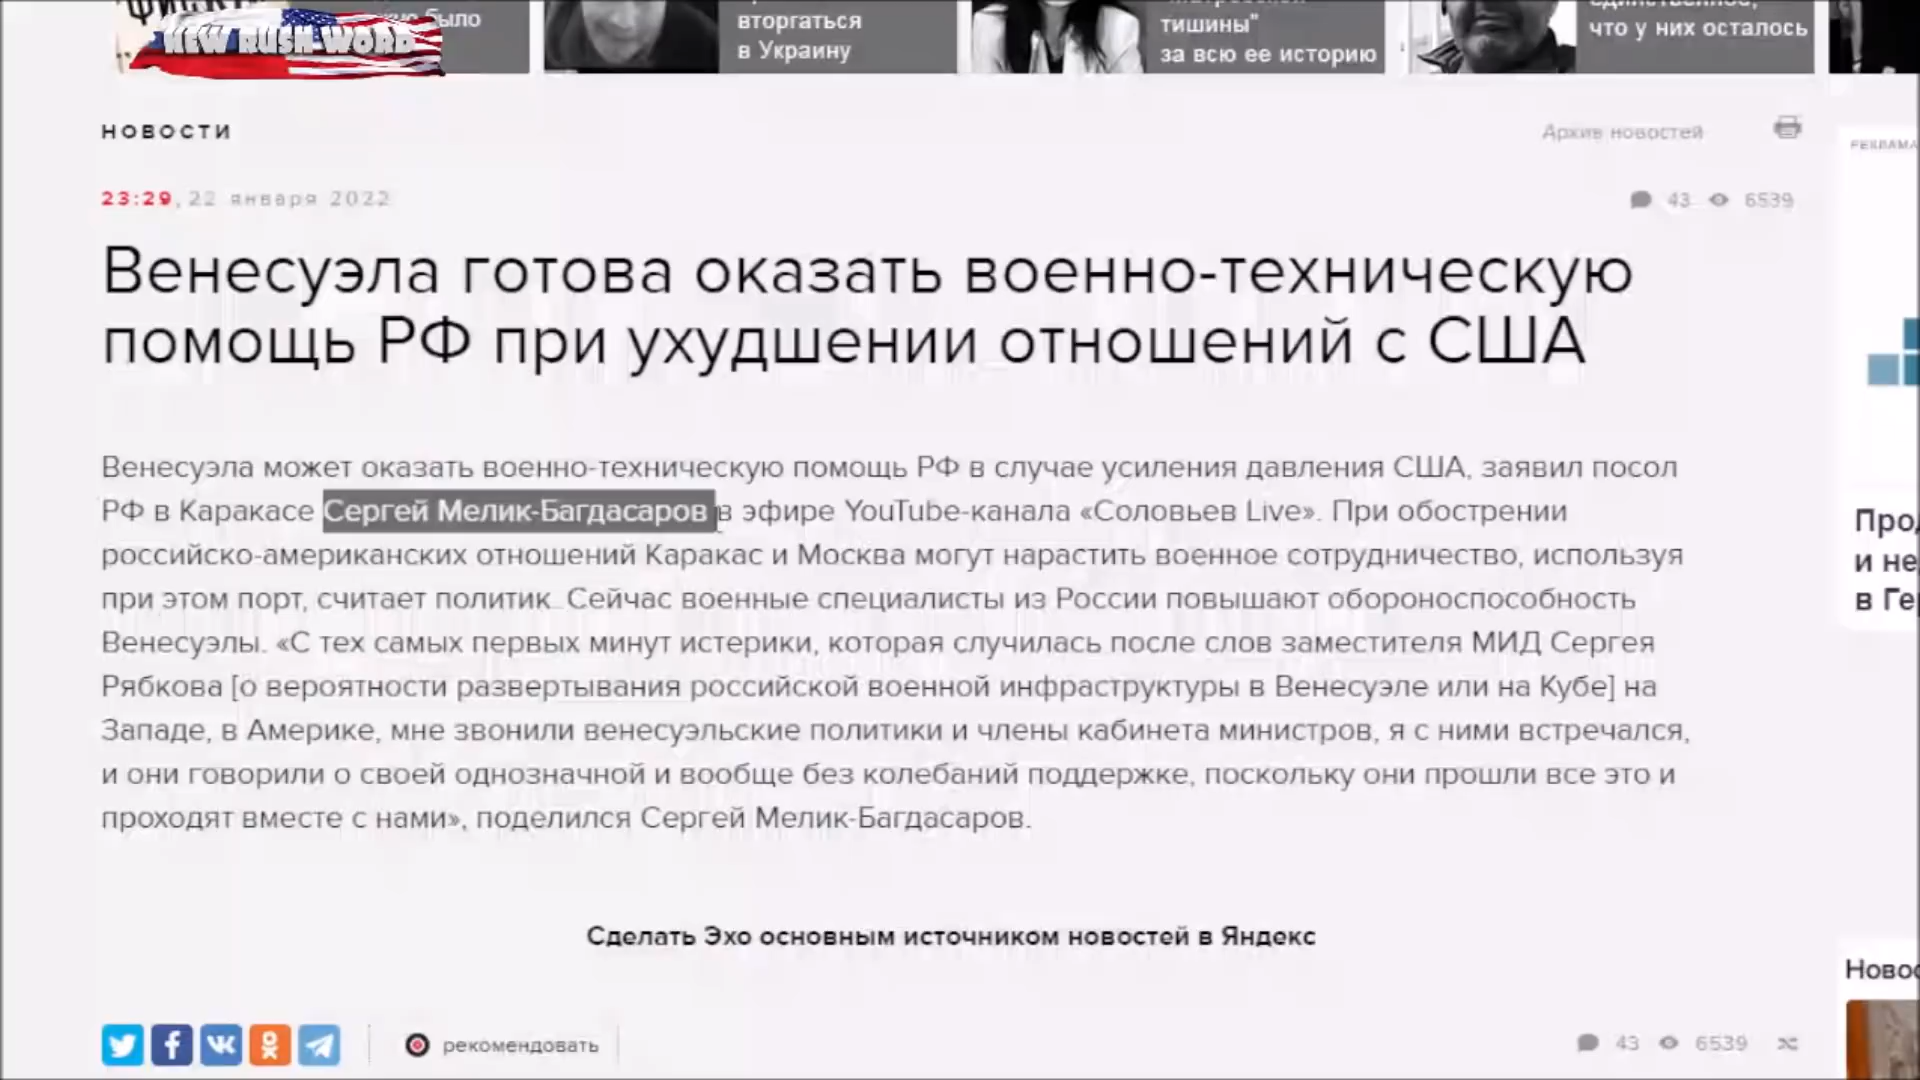 было
NEW RUSH WORD
вторгаться
в Украину
тишины"
за всю ее историю
что у них осталось
НОВОСТИ
Архив новостей
РЕКЛАМА
23:29, 22 января 2022
43 6539
Венесуэла готова оказать военно-техническую
помощь РФ при ухудшении отношений с США
Венесуэла может оказать военно-техническую помощь РФ в случае усиления давления США, заявил посол
РФ в Каракасе Сергей Мелик-Багдасаров в эфире YouTube-канала «Соловьев Live». При обострении
российско-американских отношений Каракас и Москва могут нарастить военное сотрудничество, используя
при этом порт, считает политик. Сейчас военные специалисты из России повышают обороноспособность
Венесуэлы. «С тех самых первых минут истерики, которая случилась после слов заместителя МИД Сергея
Рябкова [о вероятности развертывания российской военной инфраструктуры в Венесуэле или на Кубе] на
Западе, в Америке, мне звонили венесуэльские политики и члены кабинета министров, я с ними встречался,
и они говорили о своей однозначной и вообще без колебаний поддержке, поскольку они прошли все это и
проходят вместе с нами», поделился Сергей Мелик-Багдасаров.
и не
в Ге
Сделать Эхо основным источником новостей в Яндекс
рекомендовать
43 6539